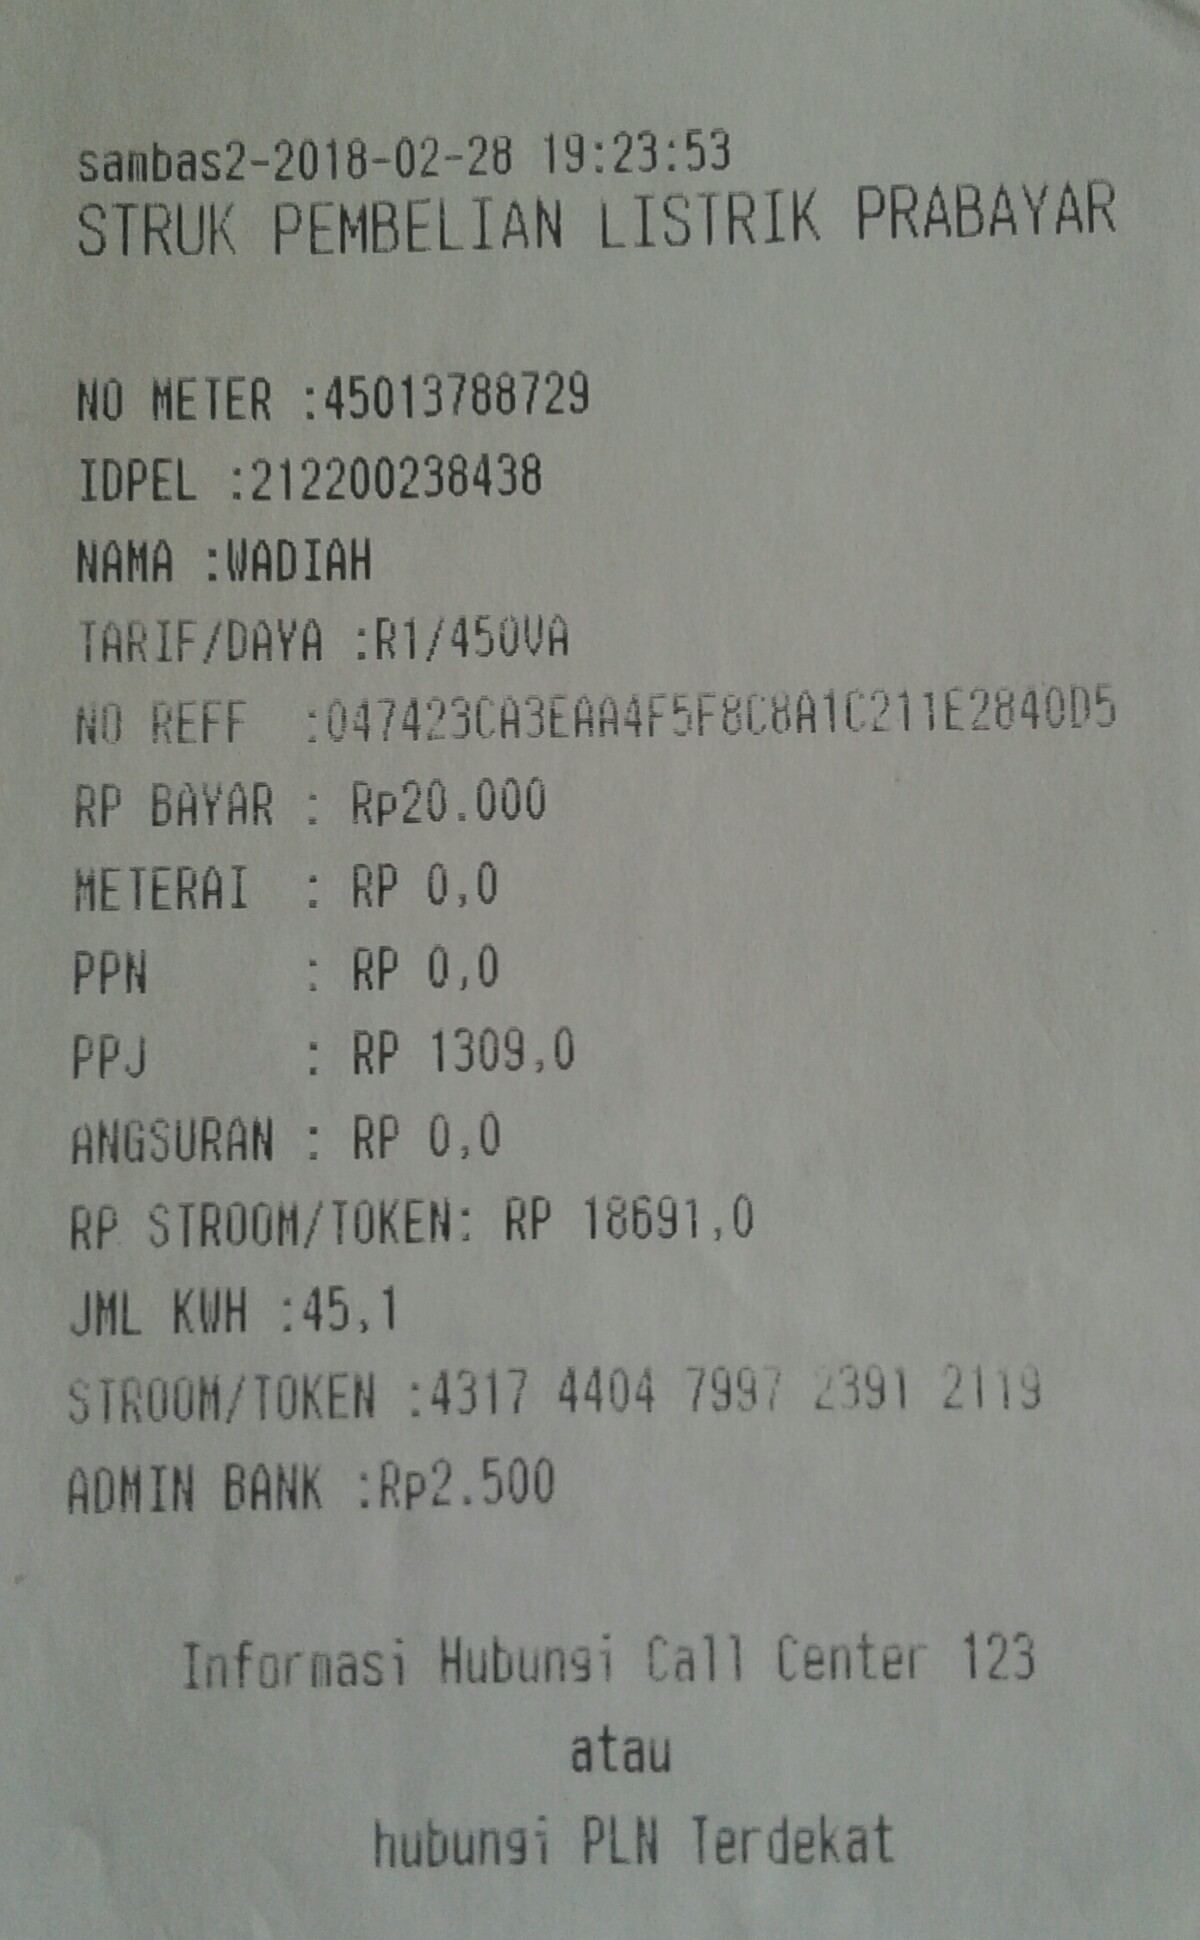 sambas2-2018-02-28 19:23:53
STRUK PEMBELIAN LISTRIK PRABAYAR
NO METER :45013788729
IDPEL :212200238438
NAMA :WADIAH
TARIF/DAYA :R1/450VA
NO REFF :047423CA3EAA4F5F8C8A1C211E2840D5
RP BAYAR : Rp20.000
METERAI : RP 0,0
PPN : RP 0,0
PPJ : RP 1309,0
ANGSURAN : RP 0,0
RP STROOM/TOKEN: RP 18691,0
JML KWH :45,1
STROOM/TOKEN :4317 4404 7997 2391 2119
ADMIN BANK :Rp2.500
Informasi Hubungi Call Center 123
atau
hubungi PLN Terdekat